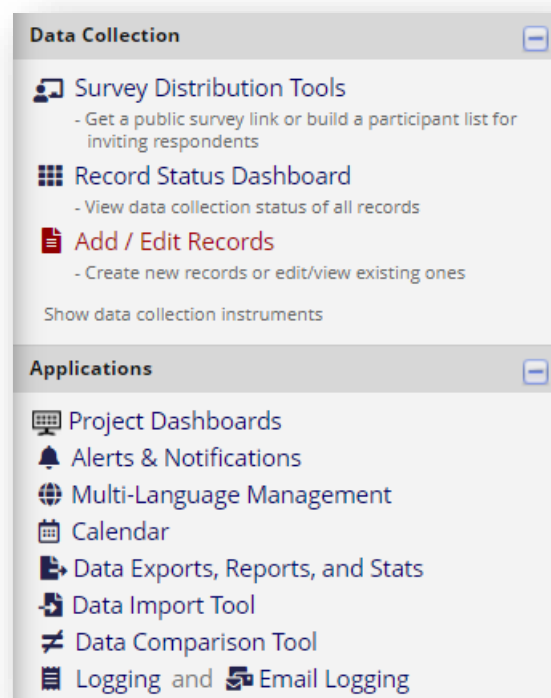 Data Collection
Survey Distribution Tools
- Get a public survey link or build a participant list for
inviting respondents
Record Status Dashboard
- View data collection status of all records
Add / Edit Records
- Create new records or edit/view existing ones
Show data collection instruments
Applications
Project Dashboards
Alerts & Notifications
Multi-Language Management
Calendar
Data Exports, Reports, and Stats
Data Import Tool
Data Comparison Tool
Logging and Email Logging